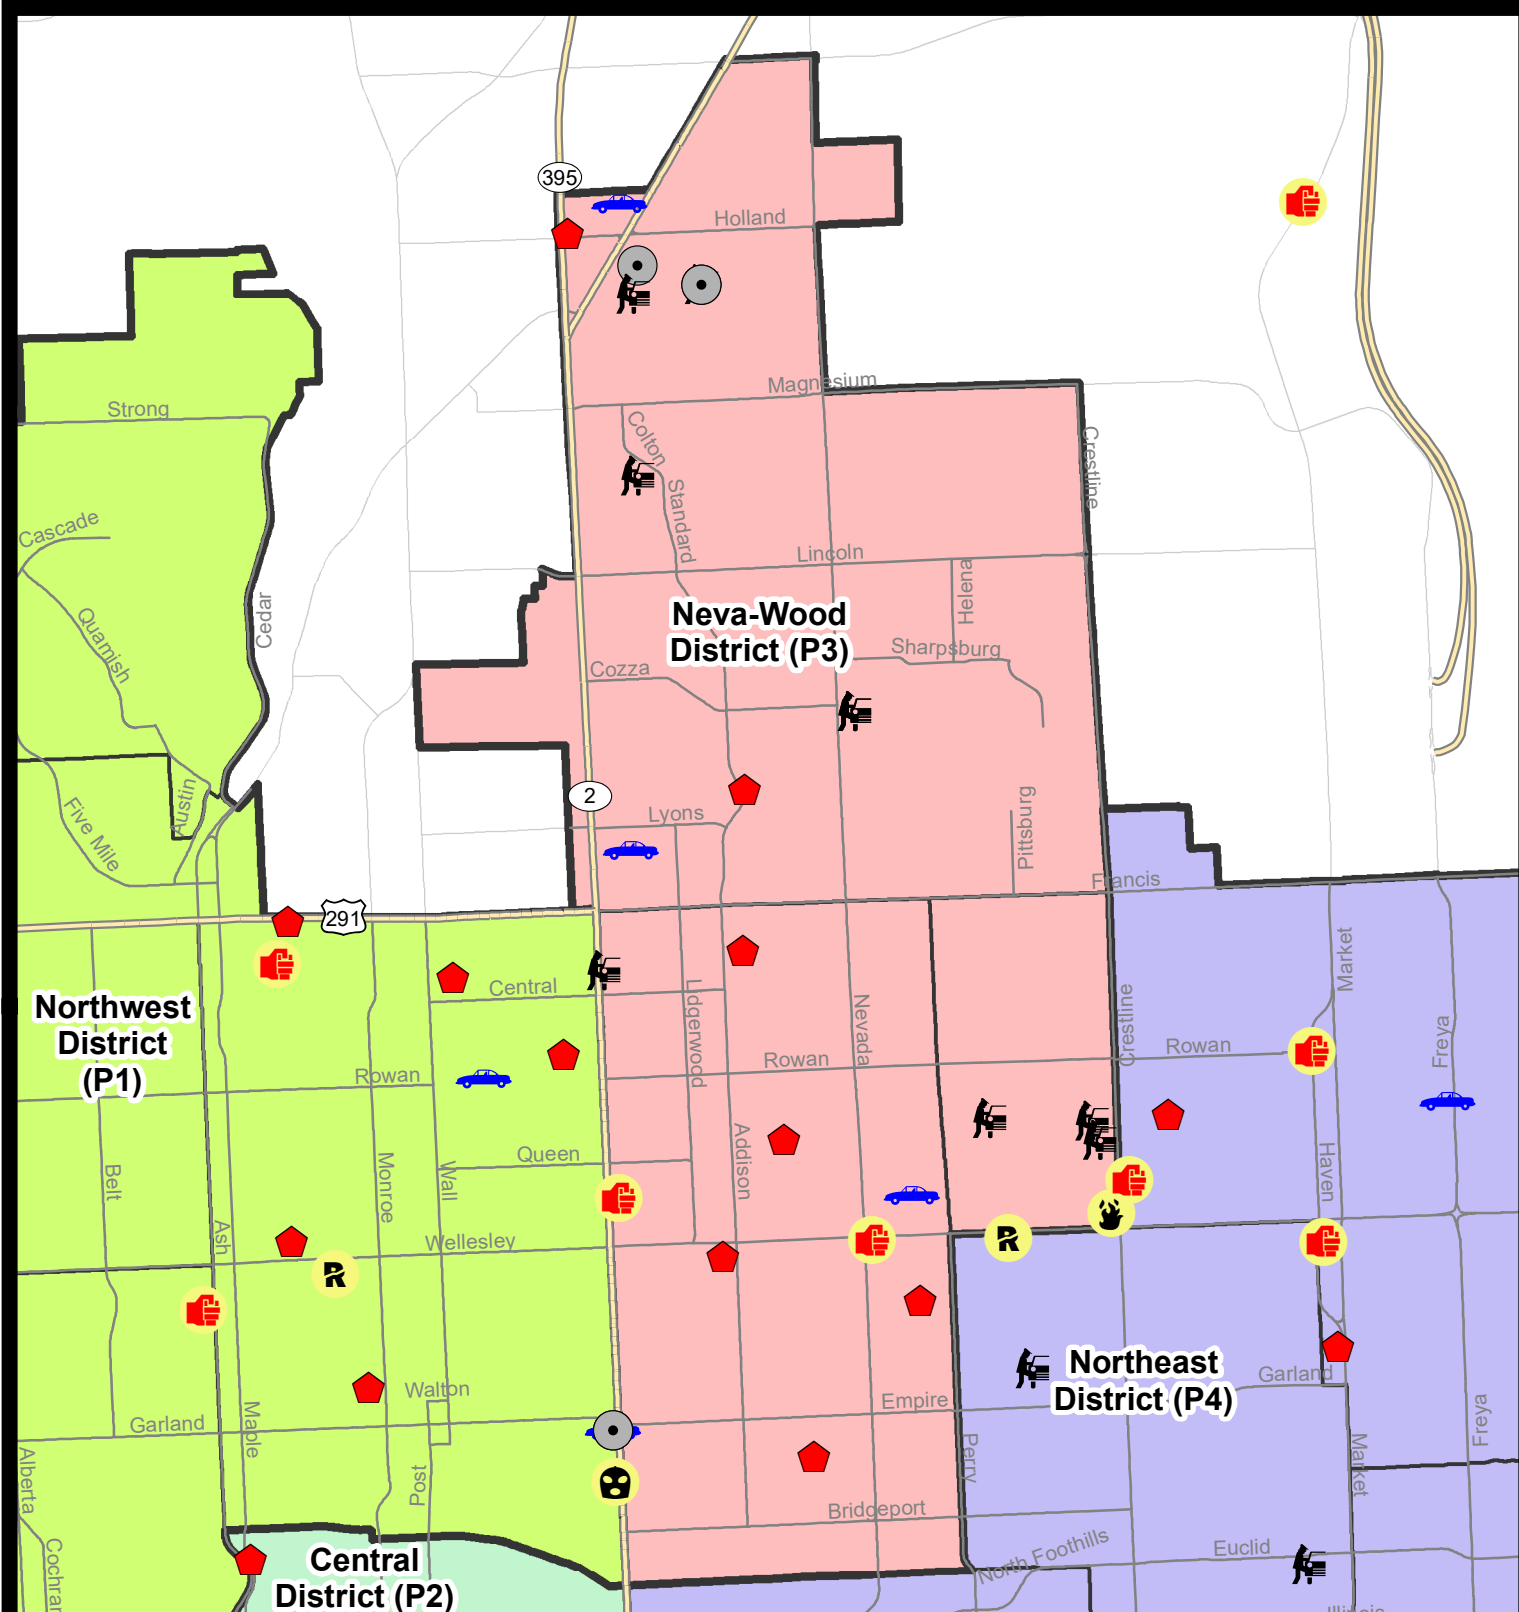 395
Holland
Magnesium
Strong
Colton
Crestline
Standard
Cascade
Lincoln
Helena
Quamish
Cedar
Neva-Wood
District (P3)
Sharpsburg
Cozza
2
Austin
Five Mile
Lyons
Pittsburg
Francis
291
Market
Central
Lidgerwood
Nevada
Crestline
Freya
Northwest
District
(P1)
Rowan
Rowan
Rowan
Queen
Addison
Belt
Monroe
Wall
Haven
Ash
Wellesley
Northeast
District (P4)
Garland
Walton
Empire
Garland
Maple
Freya
Perry
Market
Alberta
Post
Bridgeport
North Foothills
Euclid
Cochran
Central
District (P2)